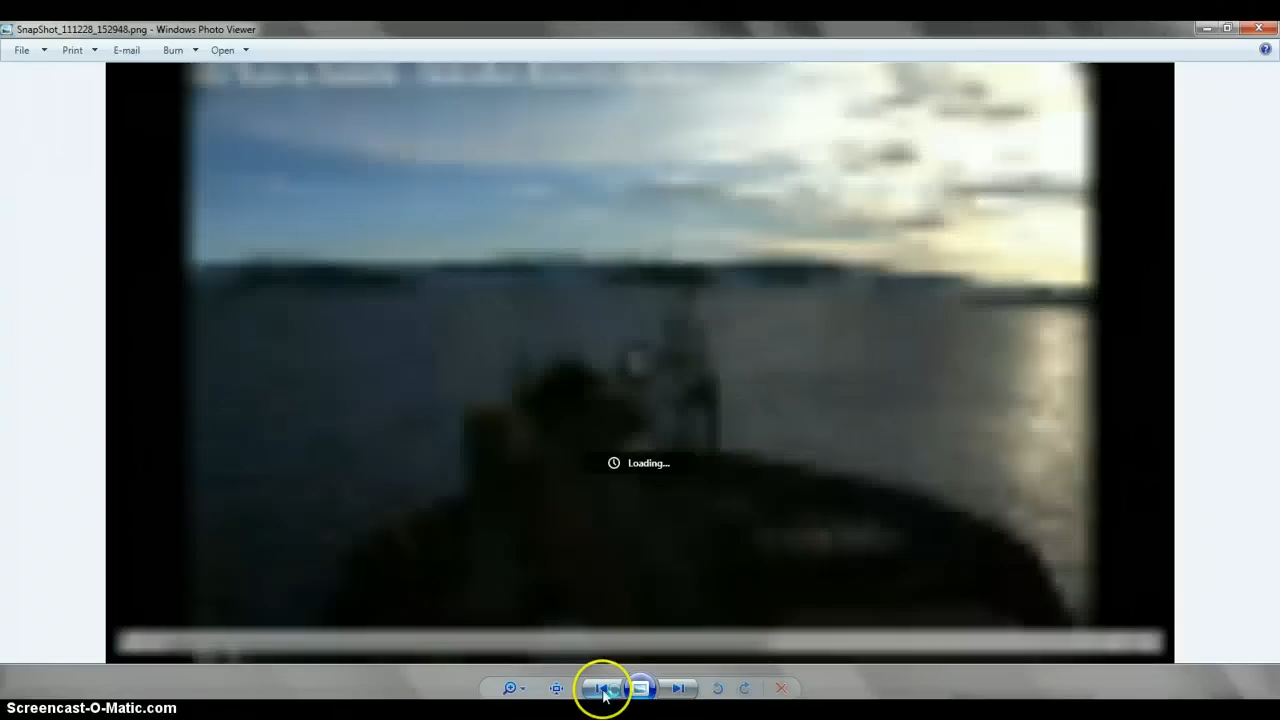 SnapShot_111228_152948.png - Windows Photo Viewer
File Print E-mail Burn Open
Loading...
Screencast-O-Matic.com